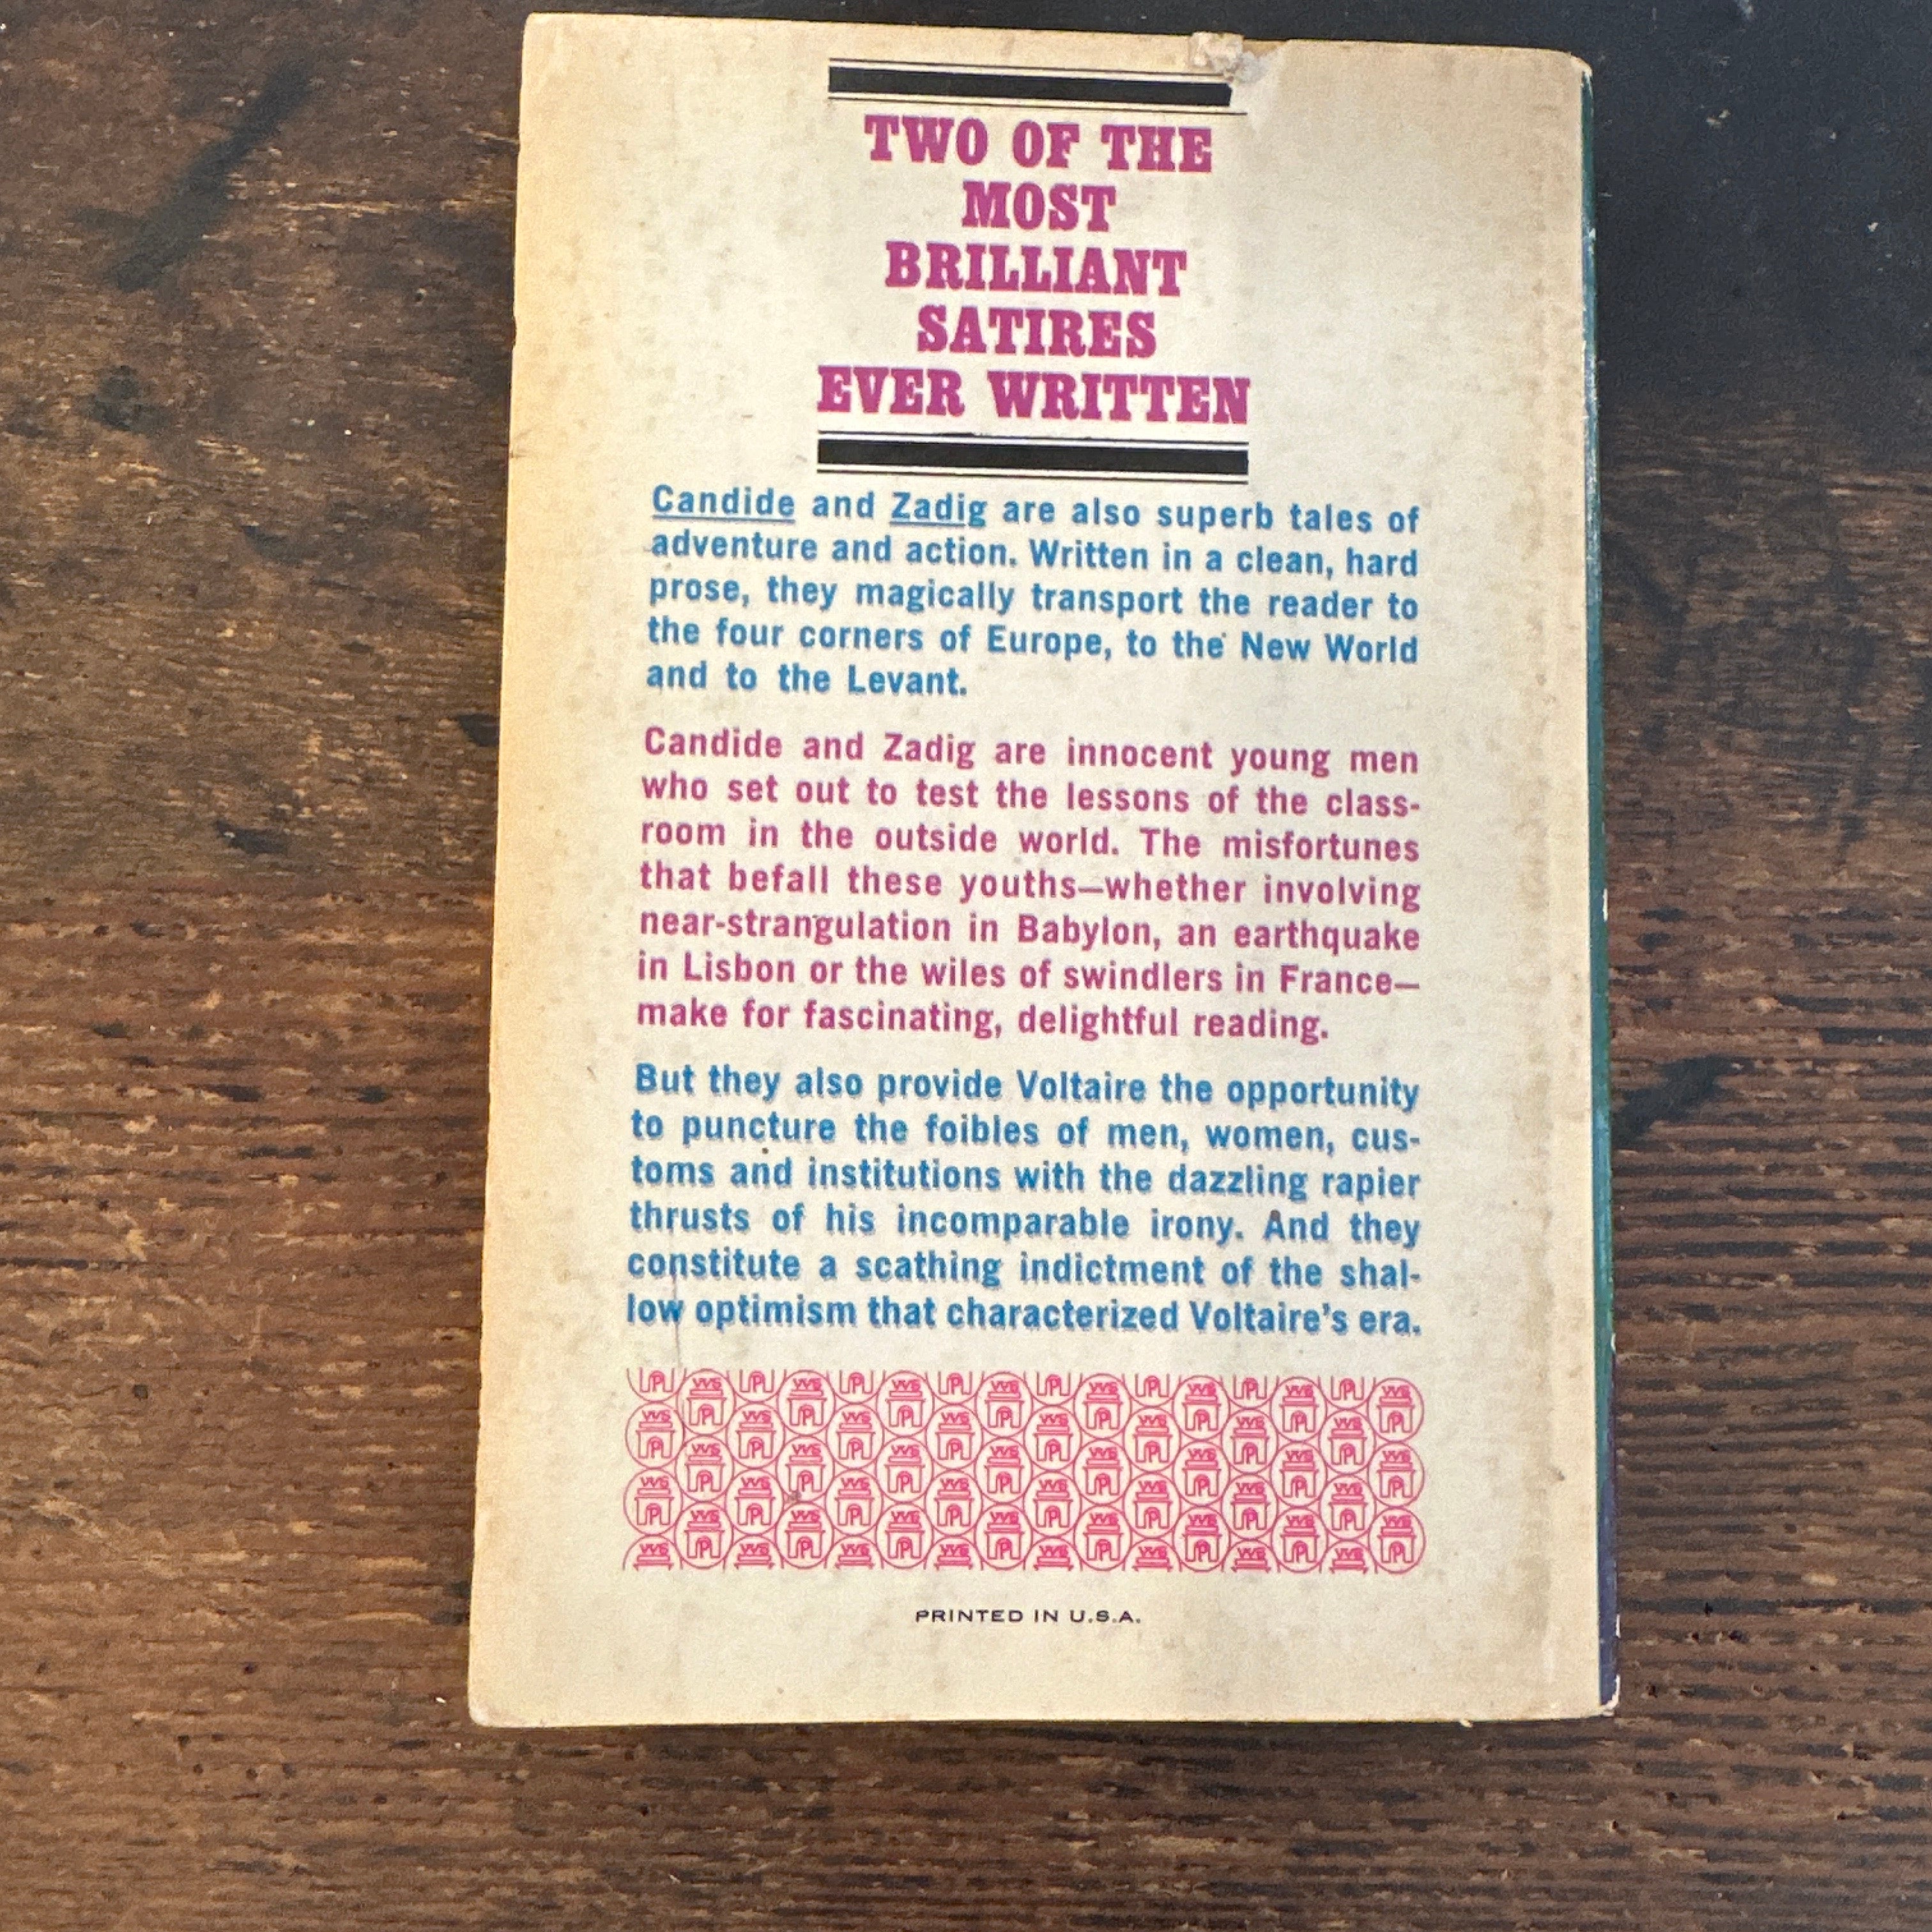 TWO OF THE
MOST
BRILLIANT
SATIRES
EVER WRITTEN
Candide and Zadig are also superb tales of
adventure and action. Written in a clean, hard
prose, they magically transport the reader to
the four corners of Europe, to the New World
and to the Levant.
Candide and Zadig are innocent young men
who set out to test the lessons of the class-
room in the outside world. The misfortunes
that befall these youths—whether involving
near-strangulation in Babylon, an earthquake
in Lisbon or the wiles of swindlers in France—
make for fascinating, delightful reading.
But they also provide Voltaire the opportunity
to puncture the foibles of men, women, cus-
toms and institutions with the dazzling rapier
thrusts of his incomparable irony. And they
constitute a scathing indictment of the shal-
low optimism that characterized Voltaire's era.
PRINTED IN U.S.A.